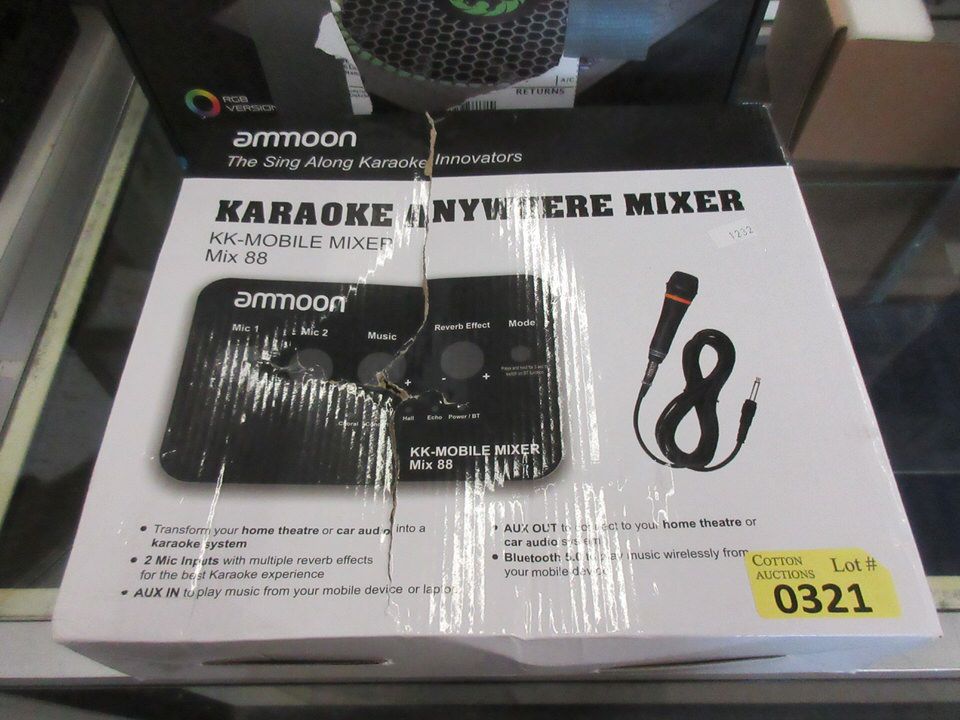 RGB
VERSION
A/C
RETURNS
ammoon
The Sing Along Karaoke Innovators
KARAOKE ANYWHERE MIXER
1232
KK-MOBILE MIXER
Mix 88
ammoon
Mic 1
Mic 2
Music
Reverb Effect
Mode
+
-
+
Hall
Echo
Power / BT
KK-MOBILE MIXER
Mix 88
• Transform your home theatre or car audio into a
karaoke system
• 2 Mic Inputs with multiple reverb effects
for the best Karaoke experience
• AUX IN to play music from your mobile device or laptop
• AUX OUT to connect to your home theatre or
car audio system
• Bluetooth 5.0 to play music wirelessly from
your mobile device
COTTON
AUCTIONS
Lot #
0321